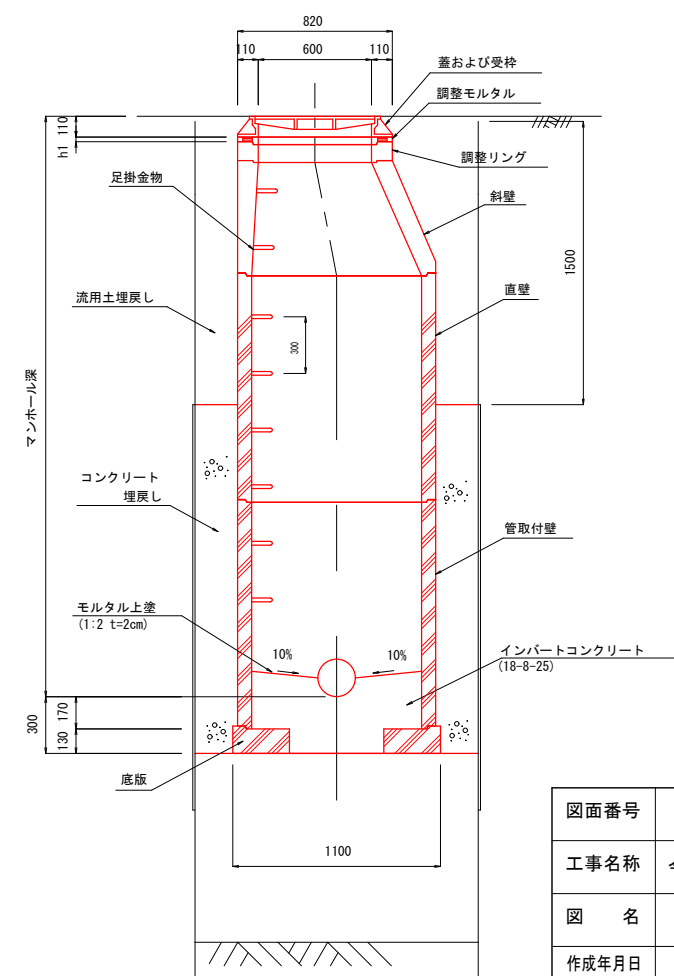 820
110 600 110
蓋および受枠
調整モルタル
110
h1
調整リング
足掛金物
斜壁
1500
流用土埋戻し
直壁
300
マンホール深
コンクリート
埋戻し
管取付壁
モルタル上塗
(1:2 t=2cm)
10% 10%
インバートコンクリート
(18-8-25)
300
170
130
底版
1100
図面番号
工事名称
図 名
作成年月日